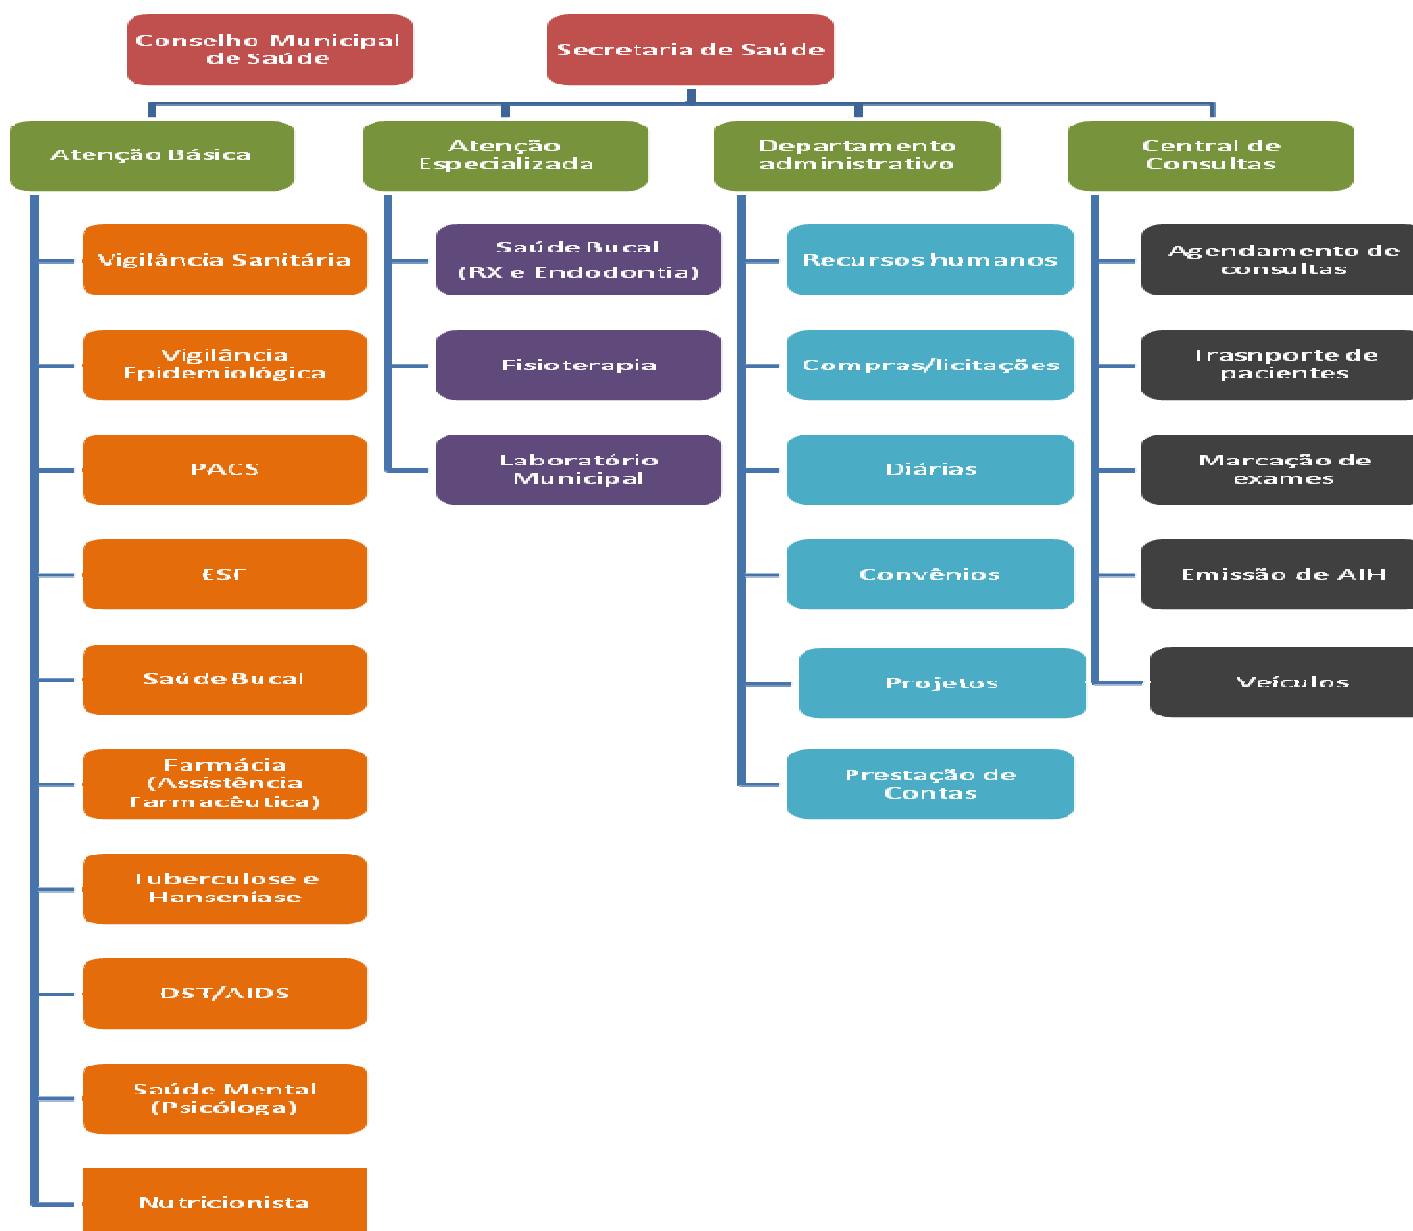 Conselho Municipal
de Saúde
Secretaria de Saúde
Atenção Básica
Atenção
Especializada
Departamento
administrativo
Central de
Consultas
Vigilância Sanitária
Vigilância
Epidemiológica
PACS
ESF
Saúde Bucal
Farmácia
(Assistência
Farmacêutica)
Tuberculose e
Hanseníase
DST/AIDS
Saúde Mental
(Psicóloga)
Nutricionista
Saúde Bucal
(RX e Endodontia)
Fisioterapia
Laboratório
Municipal
Recursos humanos
Compras/licitações
Diárias
Convênios
Projetos
Prestação de
Contas
Agendamento de
consultas
Trasnporte de
pacientes
Marcação de
exames
Emissão de AIH
Veículos